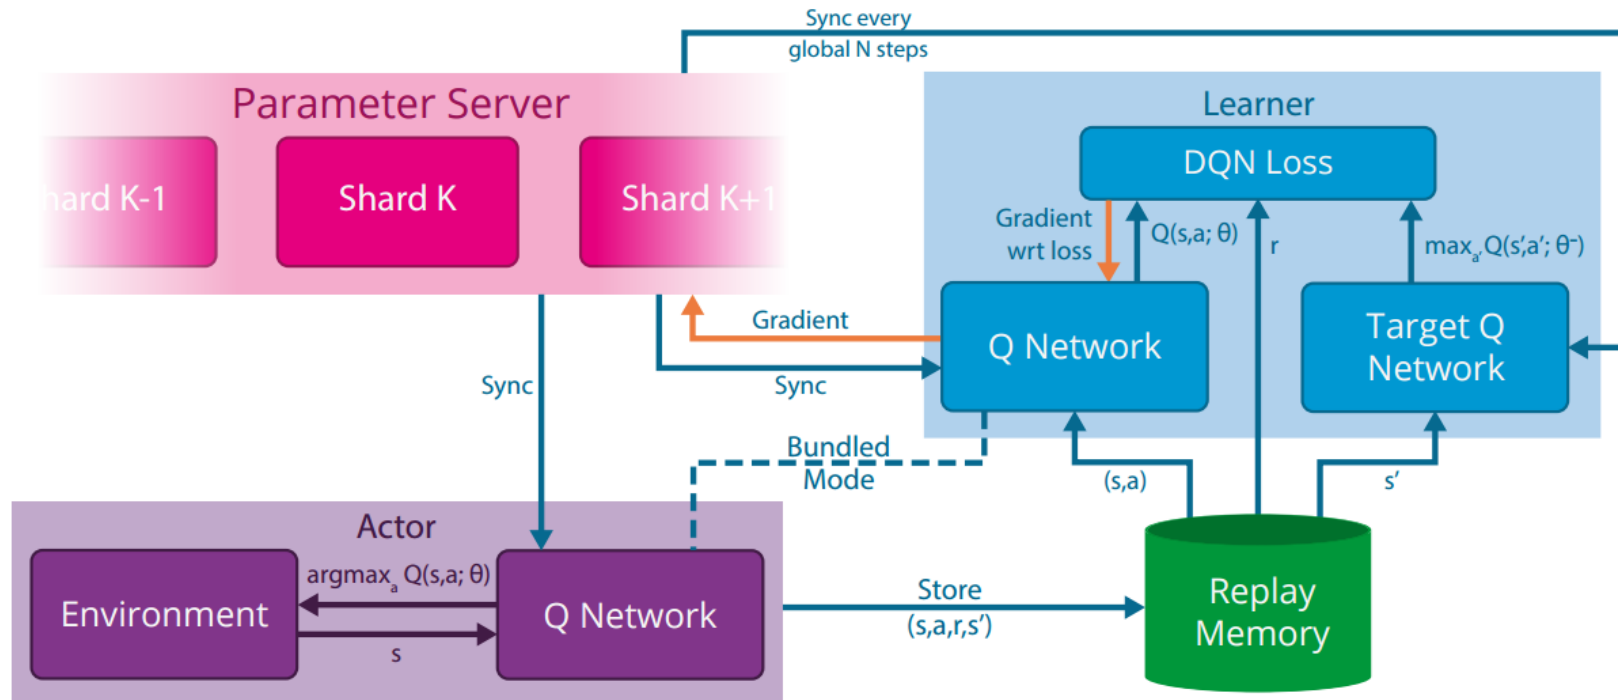 Sync every
global N steps
Parameter Server
hard K-1
Shard K
Shard K+1
Learner
DQN Loss
Gradient
wrt loss
Q(s,a; θ)
r
maxₐ' Q(s',a'; θ⁻)
Gradient
Q Network
Target Q
Network
Sync
Sync
Bundled
Mode
(s,a)
s'
Actor
Environment
argmaxₐ Q(s,a; θ)
s
Q Network
Store
(s,a,r,s')
Replay
Memory